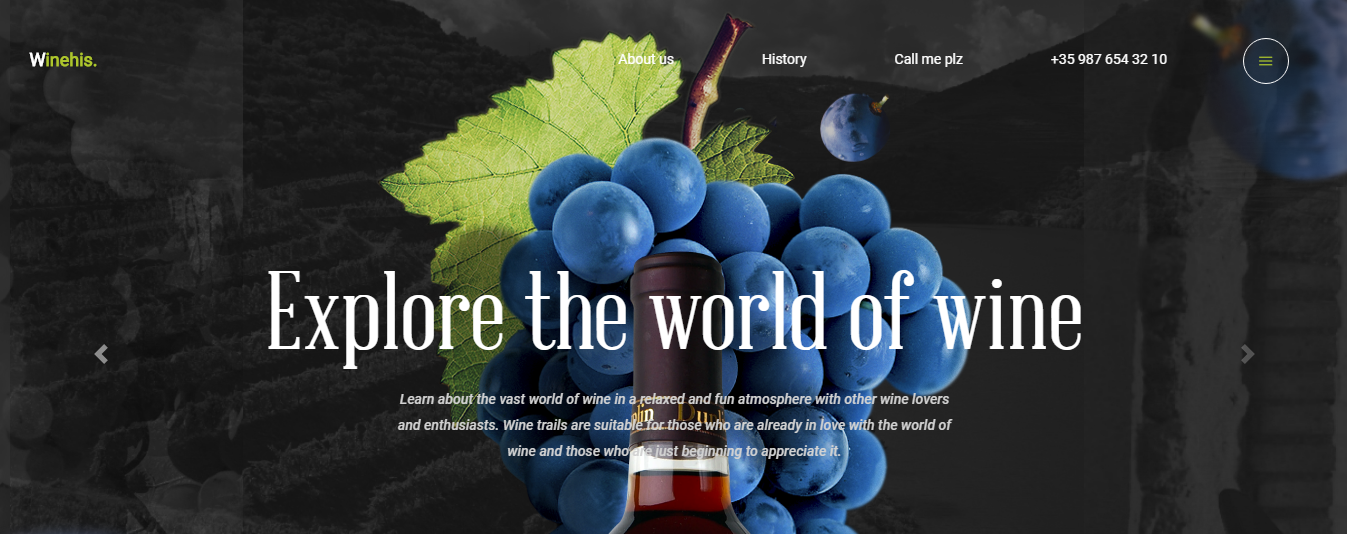 Winehis.
About us
History
Call me plz
+35 987 654 32 10
Explore the world of wine
Learn about the vast world of wine in a relaxed and fun atmosphere with other wine lovers
and enthusiasts. Wine trails are suitable for those who are already in love with the world of
wine and those who are just beginning to appreciate it.